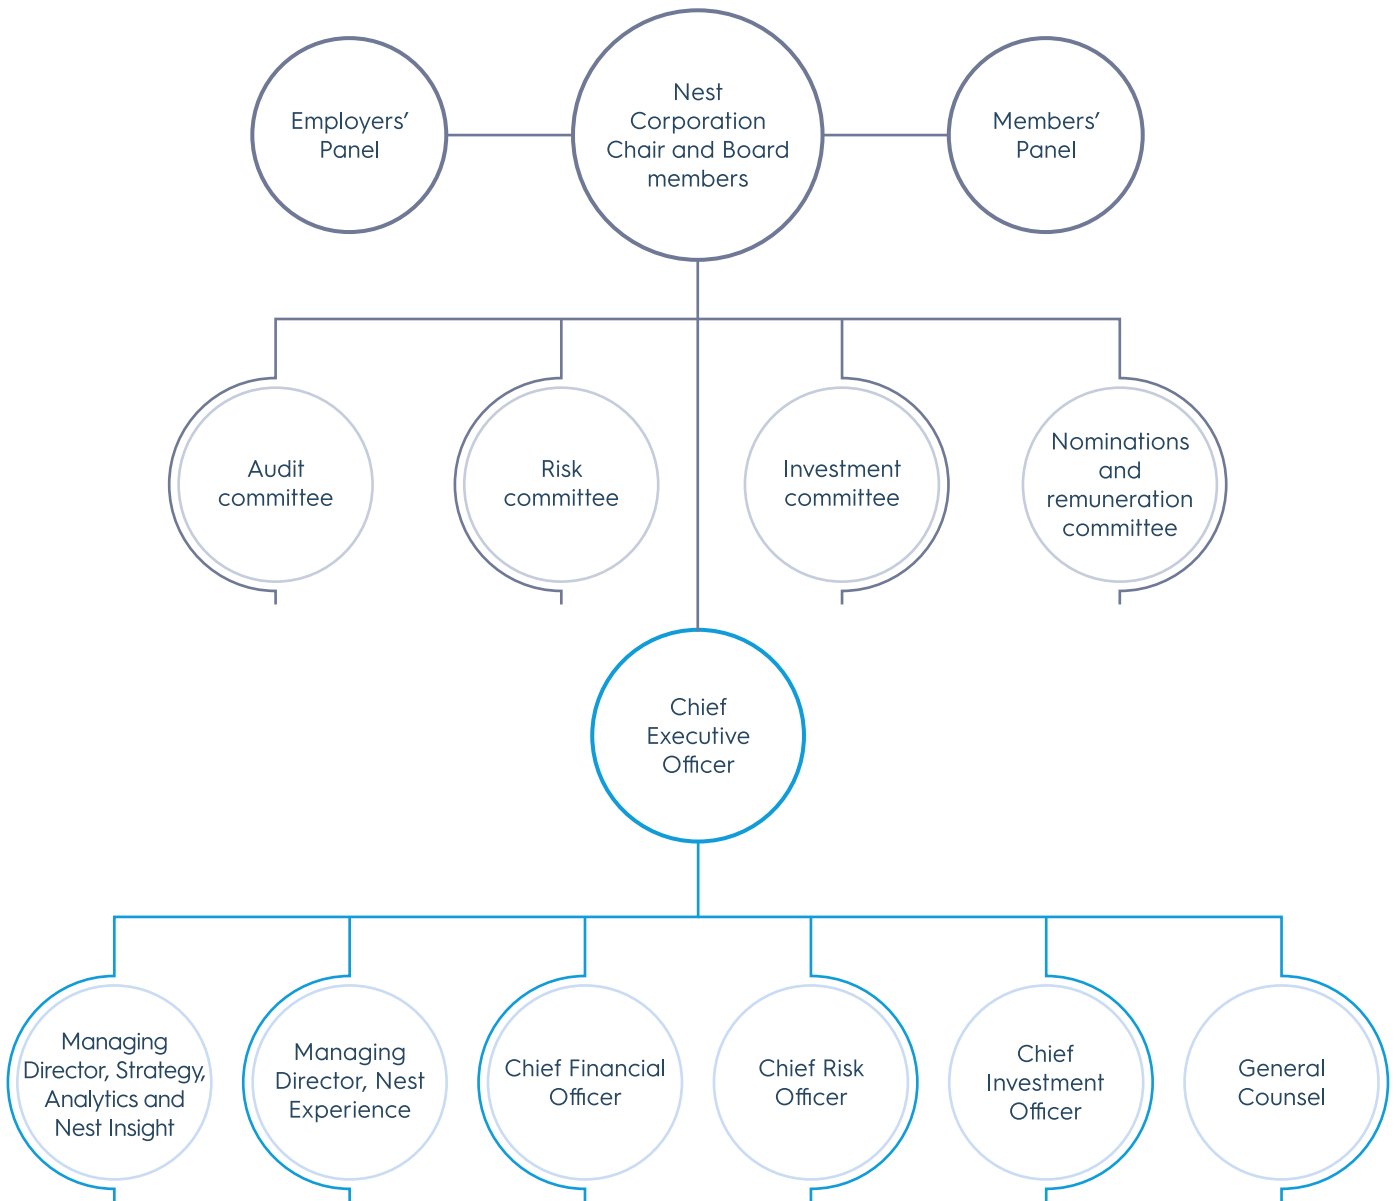 Employers’
Panel
Nest
Corporation
Chair and Board
members
Members’
Panel
Audit
committee
Risk
committee
Investment
committee
Nominations
and
remuneration
committee
Chief
Executive
Officer
Managing
Director, Strategy,
Analytics and
Nest Insight
Managing
Director, Nest
Experience
Chief Financial
Officer
Chief Risk
Officer
Chief
Investment
Officer
General
Counsel